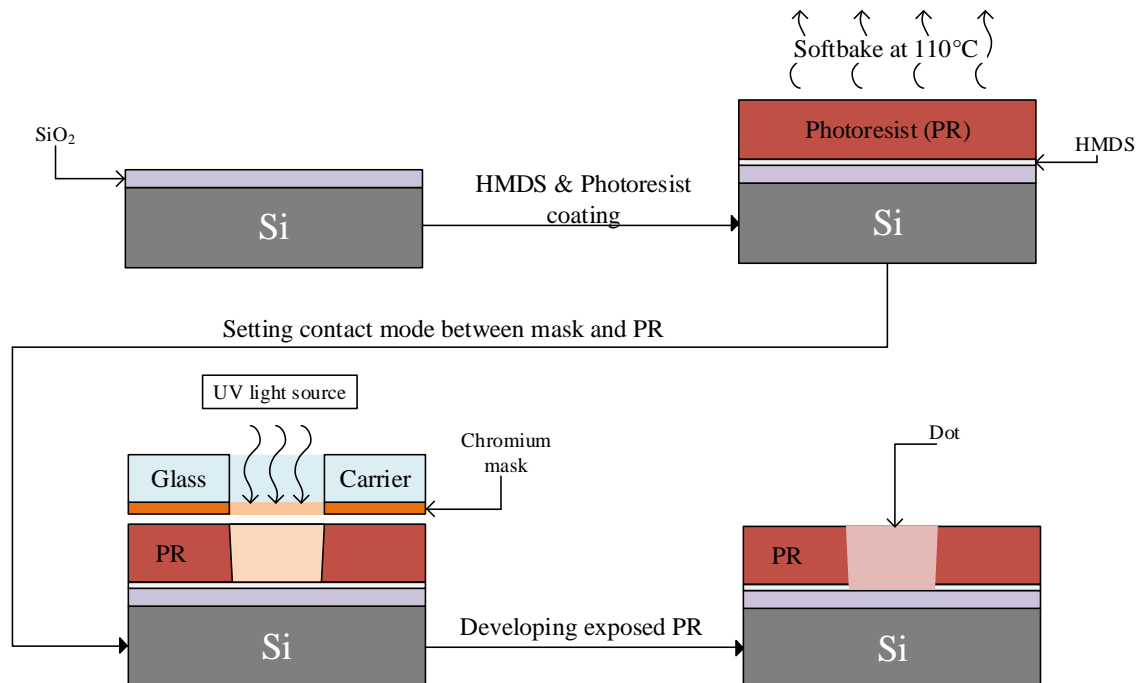 Softbake at 110°C
SiO₂
Photoresist (PR)
HMDS
HMDS & Photoresist
coating
Si
Si
Setting contact mode between mask and PR
UV light source
Chromium
mask
Dot
Glass
Carrier
PR
PR
Developing exposed PR
Si
Si